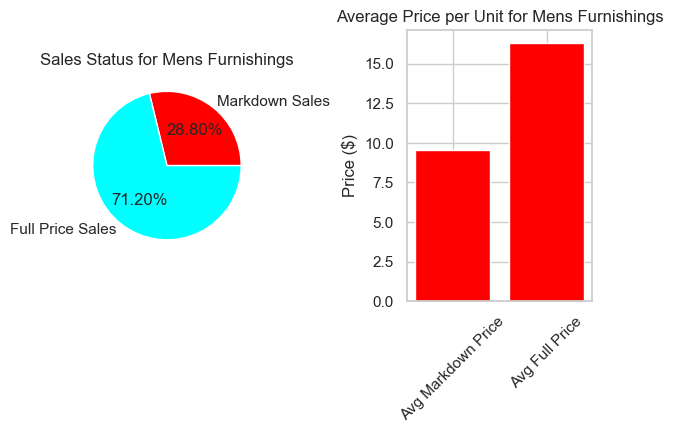 Sales Status for Mens Furnishings
Markdown Sales
28.80%
71.20%
Full Price Sales
Average Price per Unit for Mens Furnishings
Price ($)
15.0
12.5
10.0
7.5
5.0
2.5
0.0
Avg Markdown Price
Avg Full Price